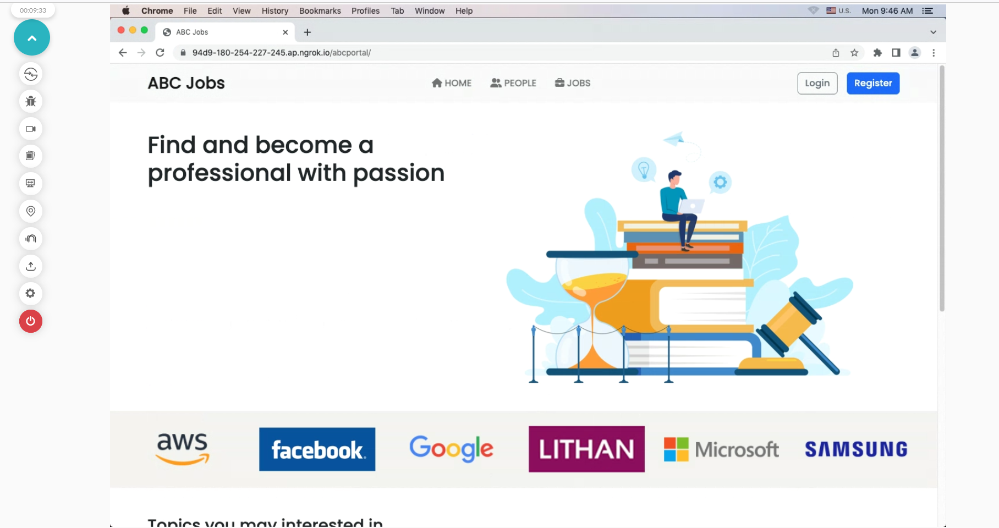 00:09:33
Chrome File Edit View History Bookmarks Profiles Tab Window Help U.S. Mon 9:46 AM
ABC Jobs
94d9-180-254-227-245.ap.ngrok.io/abcportal/
ABC Jobs HOME PEOPLE JOBS Login Register
Find and become a
professional with passion
aws facebook. Google LITHAN Microsoft SAMSUNG
Topics you may interested in